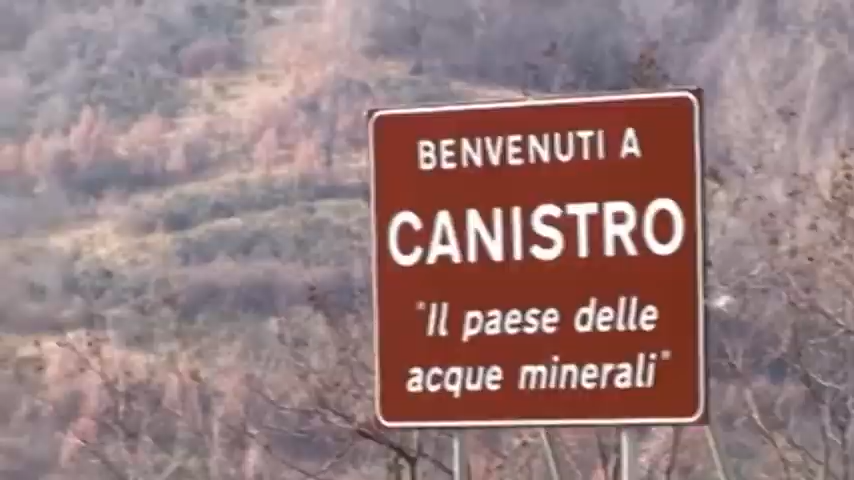 BENVENUTI A
CANISTRO
"Il paese delle
acque minerali"